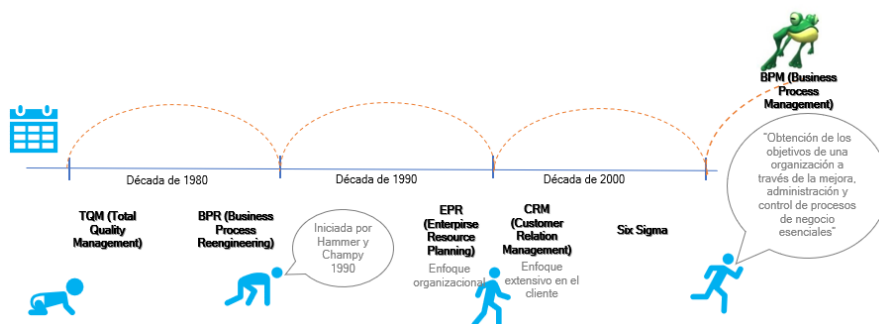 BPM (Business
Process
Management)
“Obtención de los
objetivos de una
organización a
través de la mejora,
administración y
control de procesos
de negocio
esenciales”
Década de 1980
Década de 1990
Década de 2000
TQM (Total
Quality
Management)
BPR (Business
Process
Reengineering)
Iniciada por
Hammer y
Champy
1990
EPR
(Enterpirse
Resource
Planning)
Enfoque
organizacional
CRM
(Customer
Relation
Management)
Enfoque
extensivo en el
cliente
Six Sigma